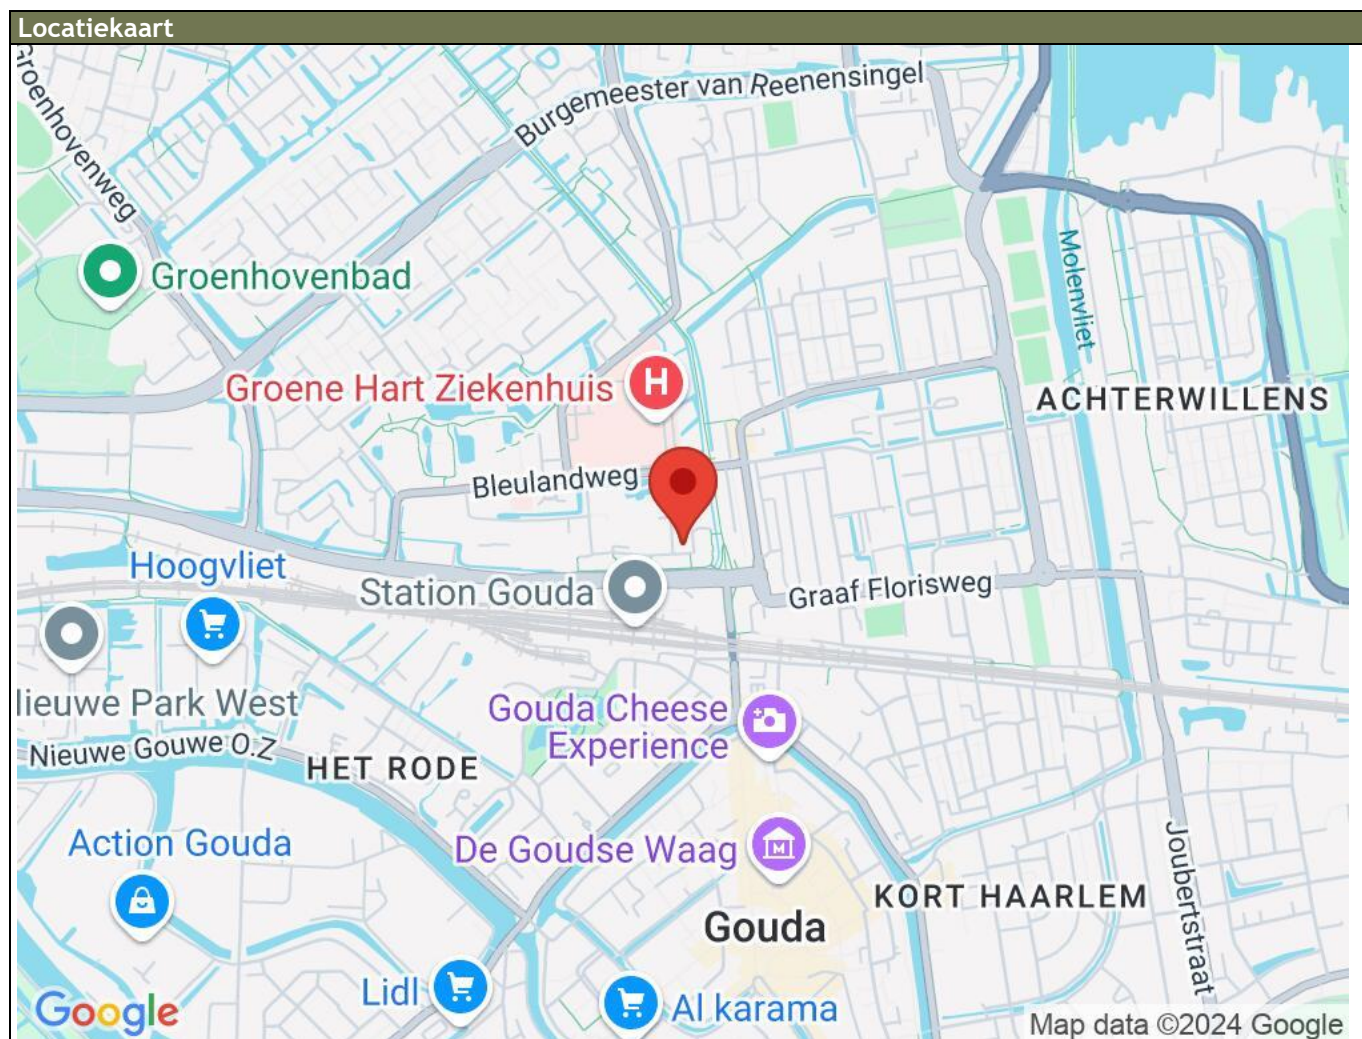 Locatiekaart
Groenhovenweg
Burgemeester van Reenensingel
Groenhovenbad
Molenvliet
Groene Hart Ziekenhuis
H
ACHTERWILLENS
Bleulandweg
Hoogvliet
Station Gouda
Graaf Florisweg
lieuwe Park West
Nieuwe Gouwe O.Z
Gouda Cheese
Experience
HET RODE
Action Gouda
De Goudse Waag
M
Joubertstraat
KORT HAARLEM
Gouda
Lidl
Al karama
Google
Map data ©2024 Google